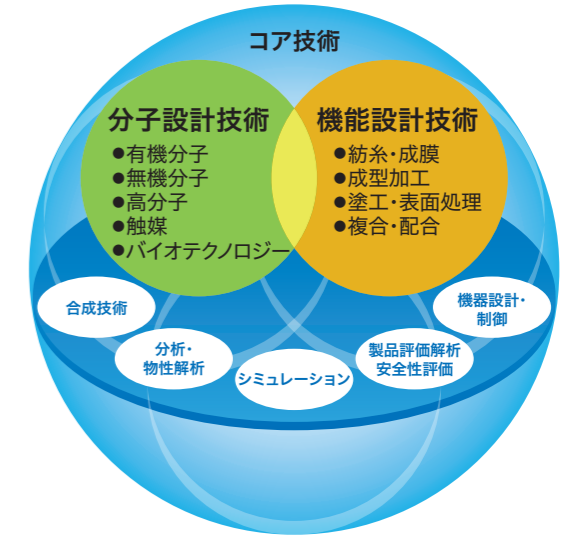 コア技術
分子設計技術
●有機分子
●無機分子
●高分子
●触媒
●バイオテクノロジー
機能設計技術
●紡糸・成膜
●成型加工
●塗工・表面処理
●複合・配合
合成技術
分析・
物性解析
シミュレーション
製品評価解析
安全性評価
機器設計・
制御